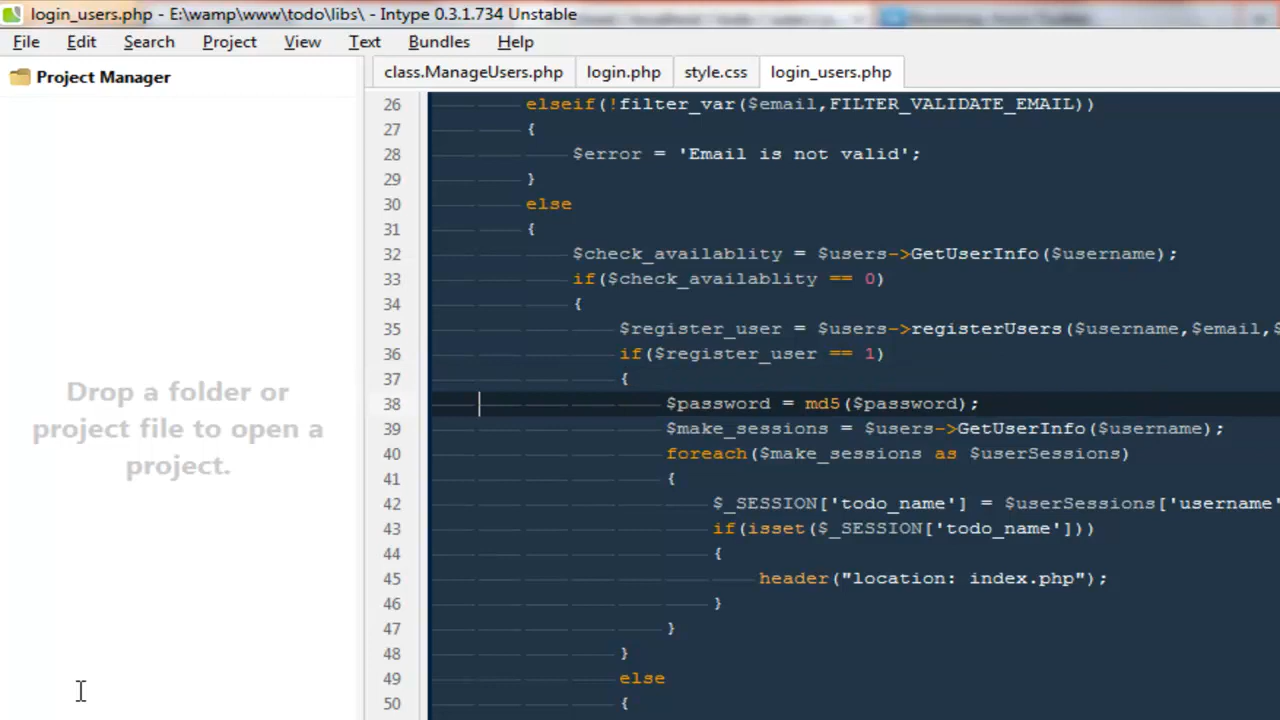 login_users.php - E:\wamp\www\todo\libs\ - Intype 0.3.1.734 Unstable
File Edit Search Project View Text Bundles Help
Project Manager
class.ManageUsers.php login.php style.css login_users.php
Drop a folder or
project file to open a
project.
26 elseif(!filter_var($email,FILTER_VALIDATE_EMAIL))
27 {
28 $error = 'Email is not valid';
29 }
30 else
31 {
32 $check_availablity = $users->GetUserInfo($username);
33 if($check_availablity == 0)
34 {
35 $register_user = $users->registerUsers($username,$email,$
36 if($register_user == 1)
37 {
38 $password = md5($password);
39 $make_sessions = $users->GetUserInfo($username);
40 foreach($make_sessions as $userSessions)
41 {
42 $_SESSION['todo_name'] = $userSessions['username'
43 if(isset($_SESSION['todo_name']))
44 {
45 header("location: index.php");
46 }
47 }
48 }
49 else
50 {